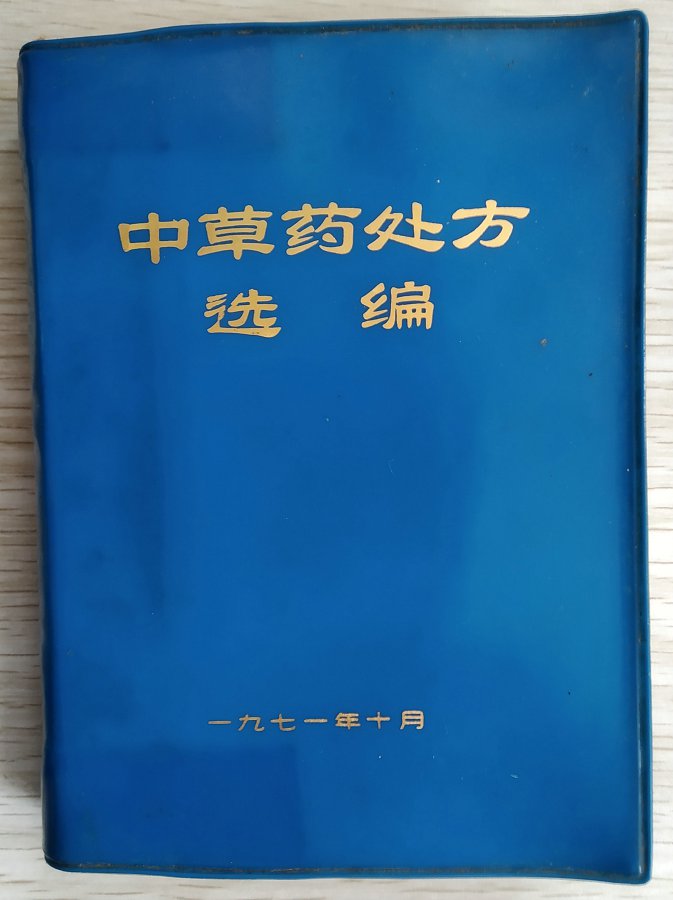 中草药处方
选 编
一九七一年十月